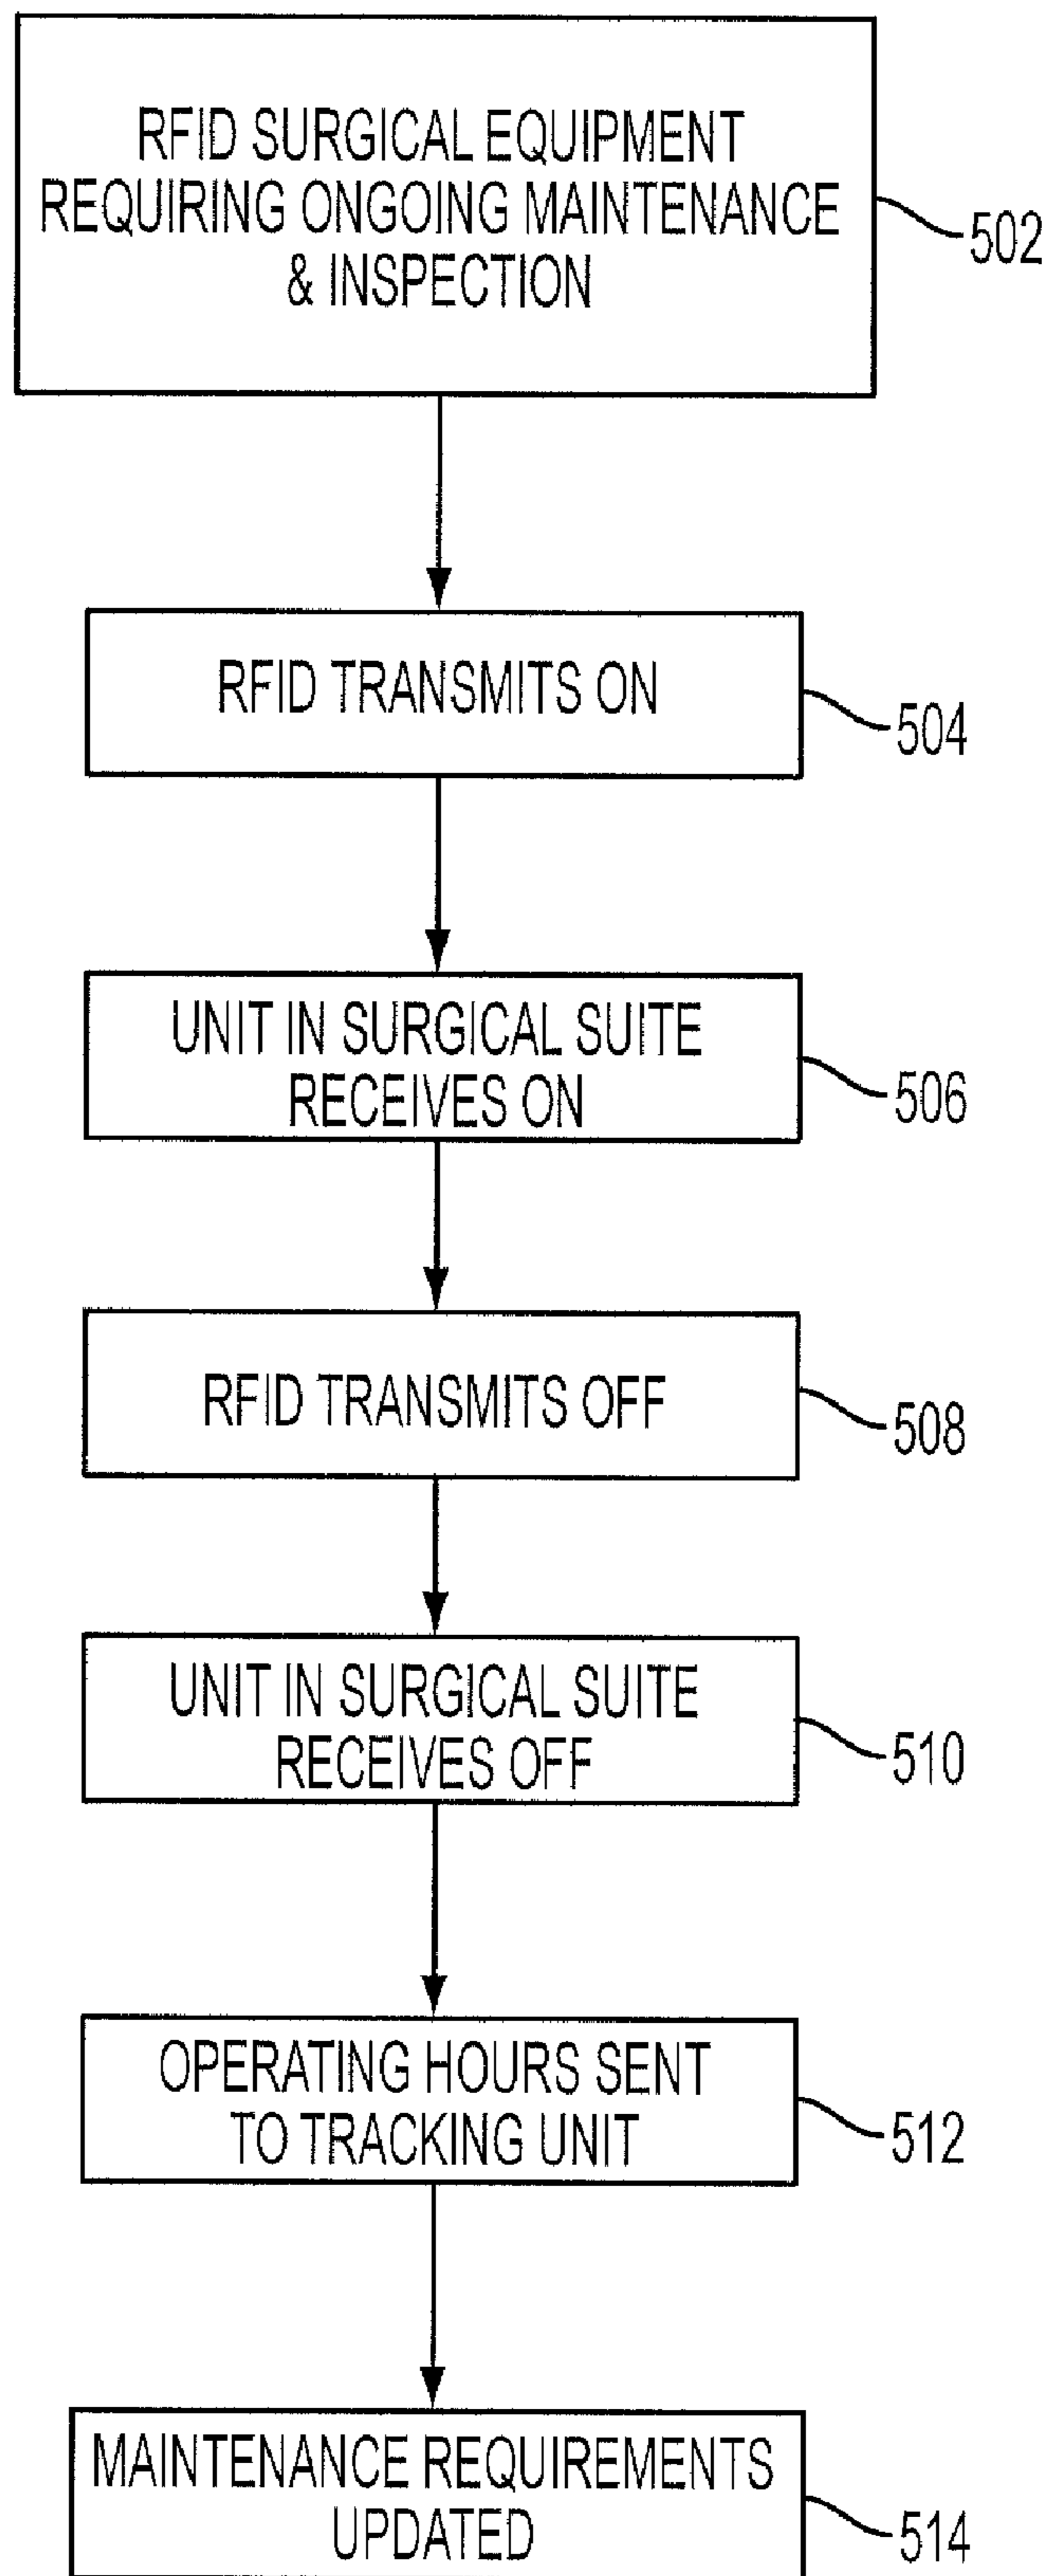 RFID SURGICAL EQUIPMENT
REQUIRING ONGOING MAINTENANCE
& INSPECTION
502
RFID TRANSMITS ON
504
UNIT IN SURGICAL SUITE
RECEIVES ON
506
RFID TRANSMITS OFF
508
UNIT IN SURGICAL SUITE
RECEIVES OFF
510
OPERATING HOURS SENT
TO TRACKING UNIT
512
MAINTENANCE REQUIREMENTS
UPDATED
514